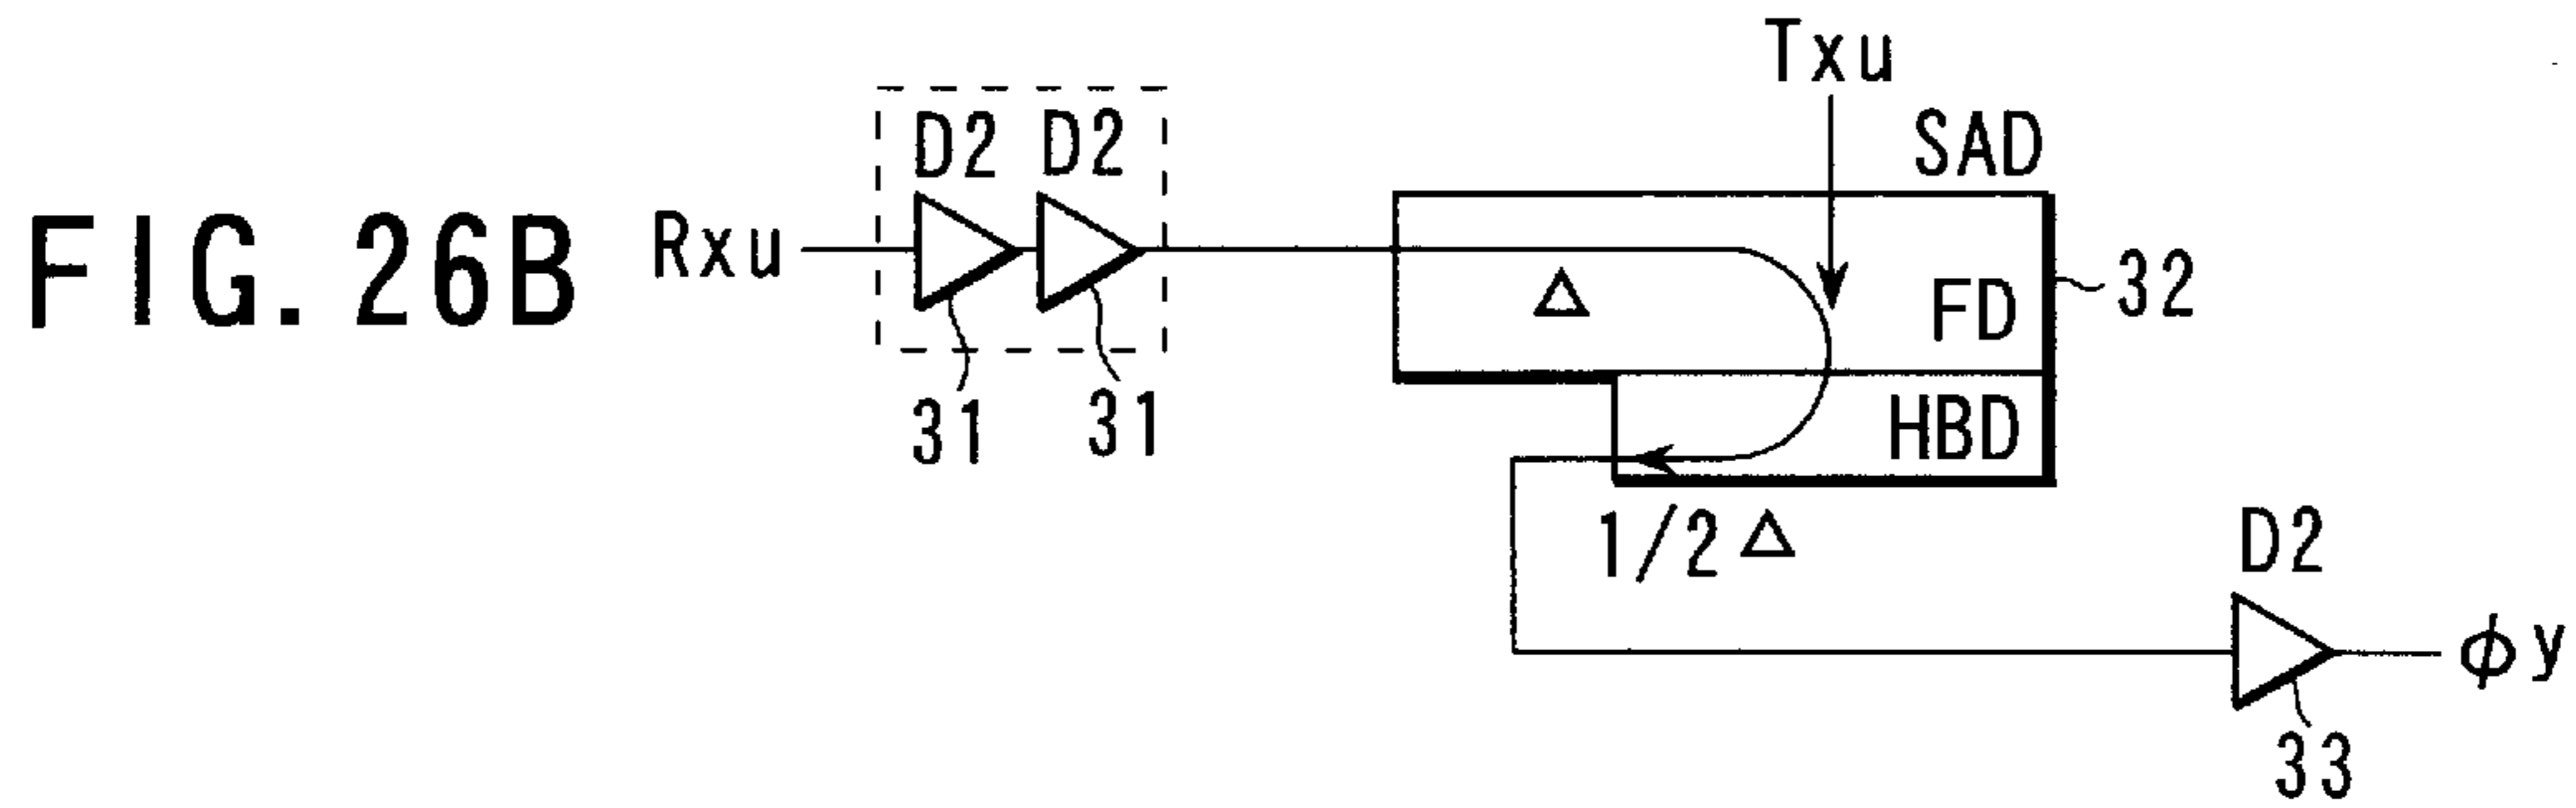 FIG. 26B
Rxu
D2 D2
31
31
Txu
SAD
Δ
FD
32
HBD
1/2 Δ
D2
ϕy
33